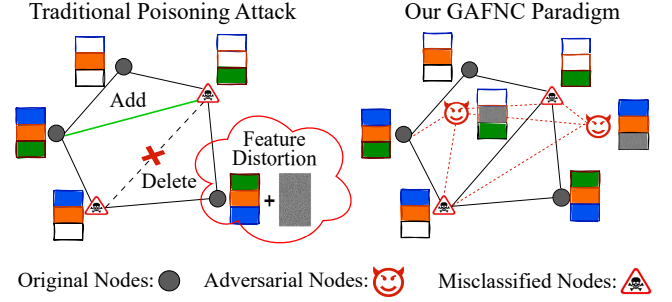 Traditional Poisoning Attack
Our GAFNC Paradigm
Add
Delete
Feature
Distortion
+
Original Nodes:
Adversarial Nodes:
Misclassified Nodes: